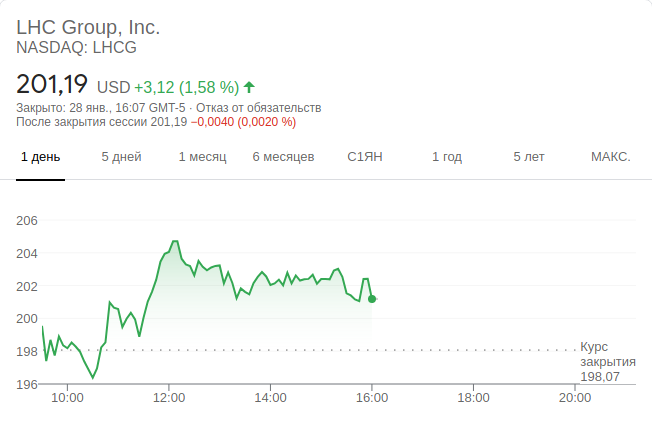 LHC Group, Inc.
NASDAQ: LHCG
201,19 USD +3,12 (1,58 %)
Закрыто: 28 янв., 16:07 GMT-5 · Отказ от обязательств
После закрытия сессии 201,19 −0,0040 (0,0020 %)
1 день 5 дней 1 месяц 6 месяцев С1ЯН 1 год 5 лет МАКС.
206
204
202
200
198
196
Курс
закрытия
198,07
10:00 12:00 14:00 16:00 18:00 20:00